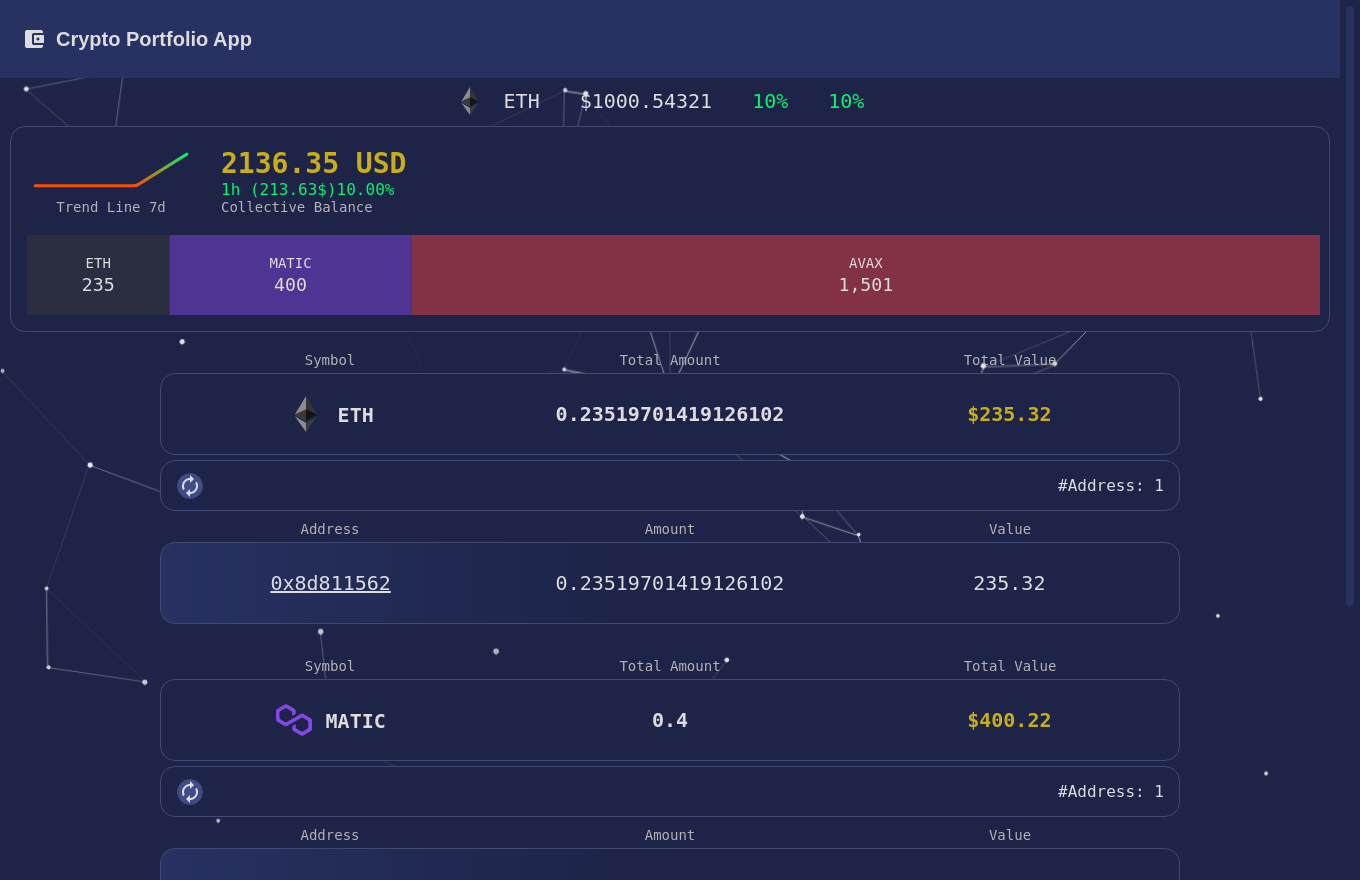 Crypto Portfolio App
ETH $1000.54321 10% 10%
2136.35 USD
1h (213.63$)10.00%
Trend Line 7d Collective Balance
ETH MATIC AVAX
235 400 1,501
Symbol Total Amount Total Value
ETH 0.23519701419126102 $235.32
#Address: 1
Address Amount Value
0x8d811562 0.23519701419126102 235.32
Symbol Total Amount Total Value
MATIC 0.4 $400.22
#Address: 1
Address Amount Value